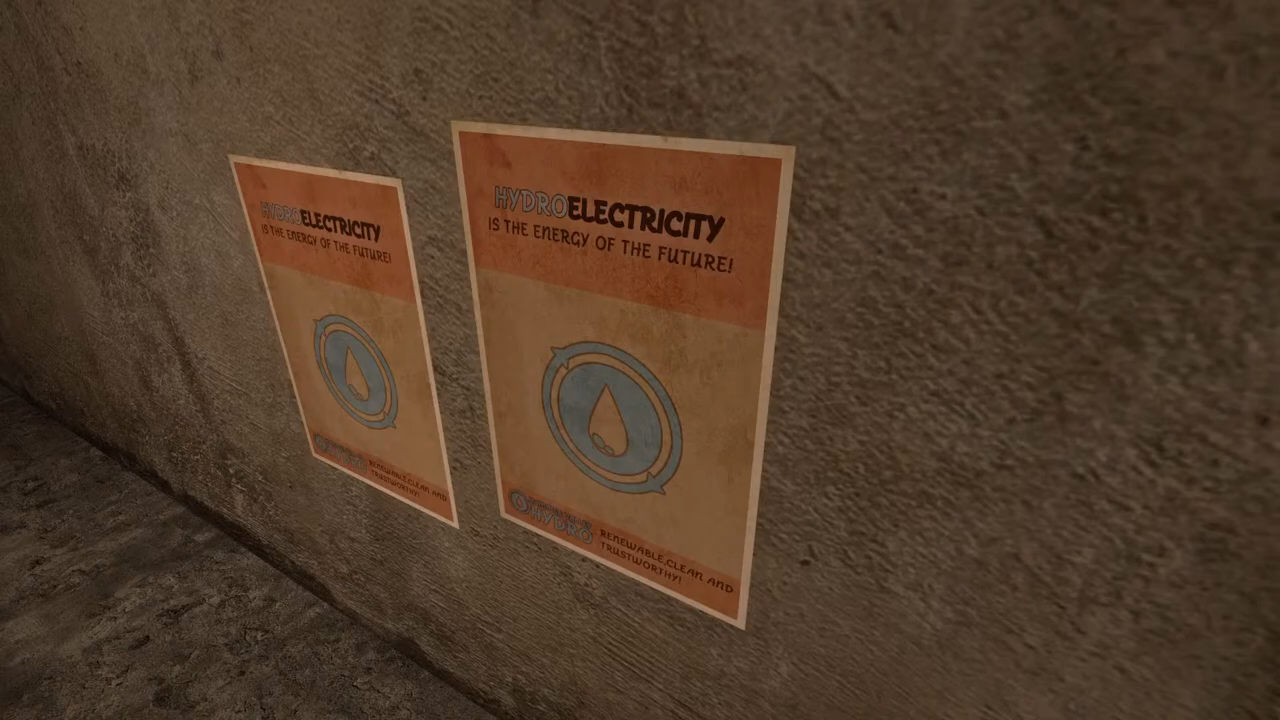 HYDROELECTRICITY
IS THE ENERGY OF THE FUTURE!
HYDRO
RENEWABLE,CLEAN AND
TRUSTWORTHY!
HYDROELECTRICITY
IS THE ENERGY OF THE FUTURE!
HYDRO
RENEWABLE,CLEAN AND
TRUSTWORTHY!